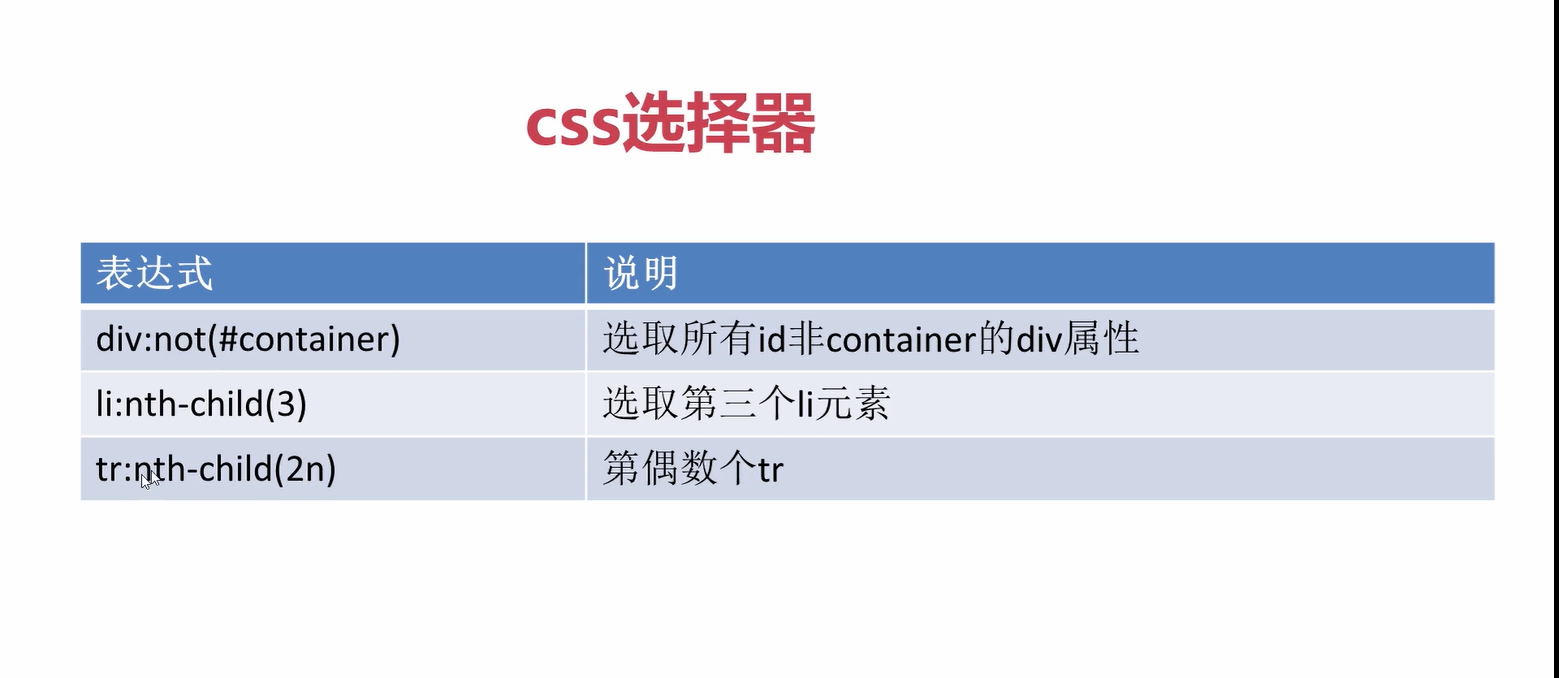 css选择器
表达式 说明
div:not(#container) 选取所有id非container的div属性
li:nth-child(3) 选取第三个li元素
tr:nth-child(2n) 第偶数个tr